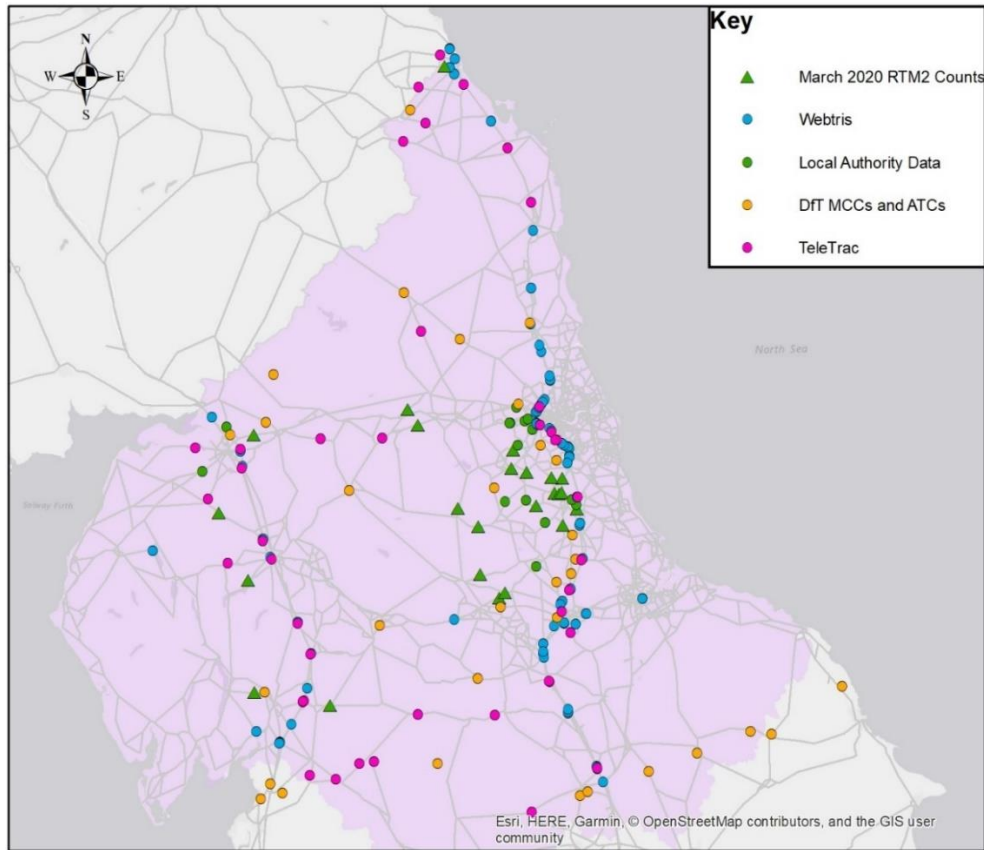 Key
N
W E
S
March 2020 RTM2 Counts
Webtris
Local Authority Data
DfT MCCs and ATCs
TeleTrac
North Sea
Solway Firth
Esri, HERE, Garmin, © OpenStreetMap contributors, and the GIS user
community